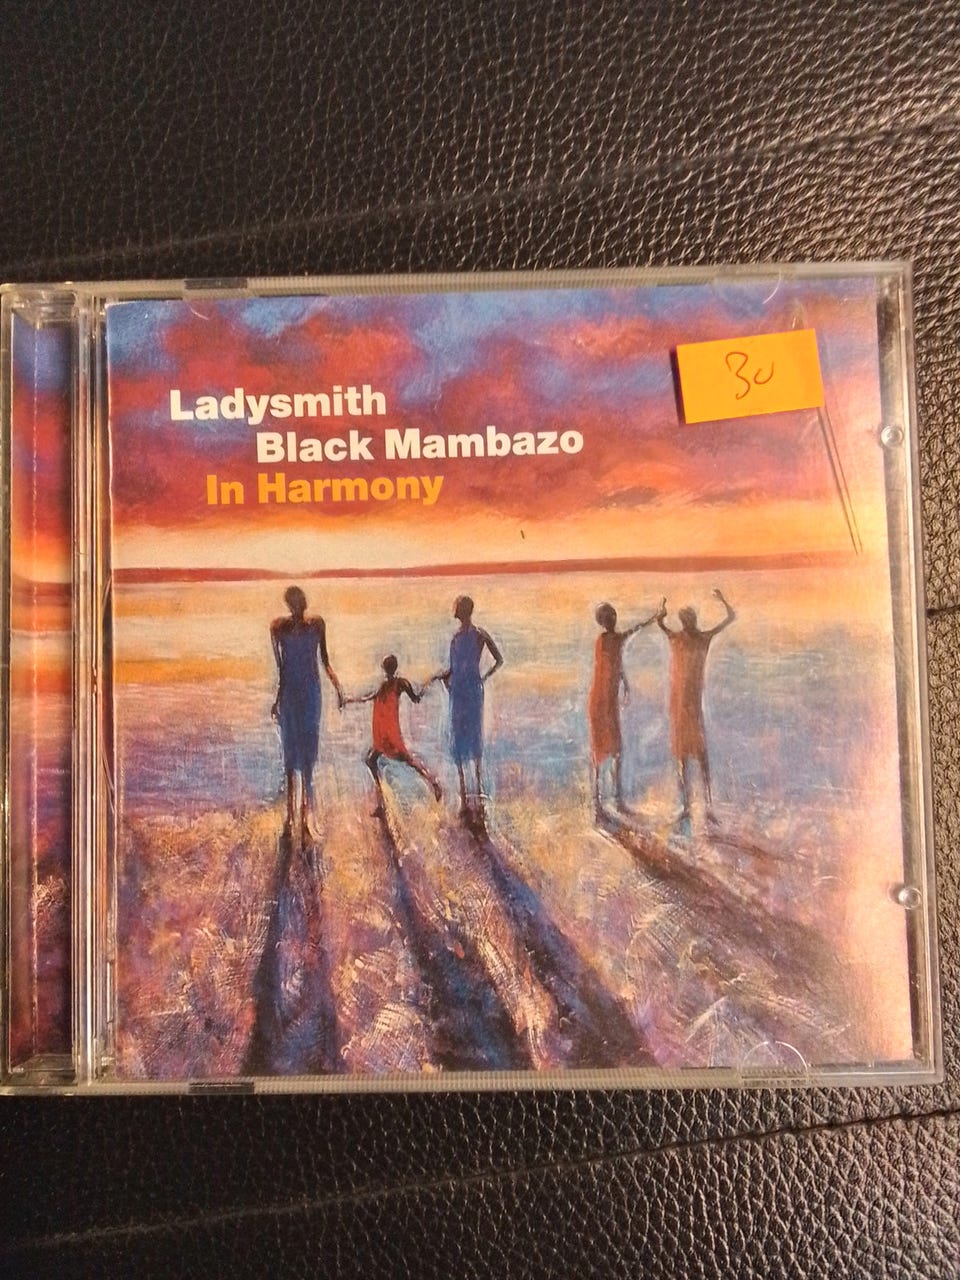 Ladysmith
Black Mambazo
In Harmony
30